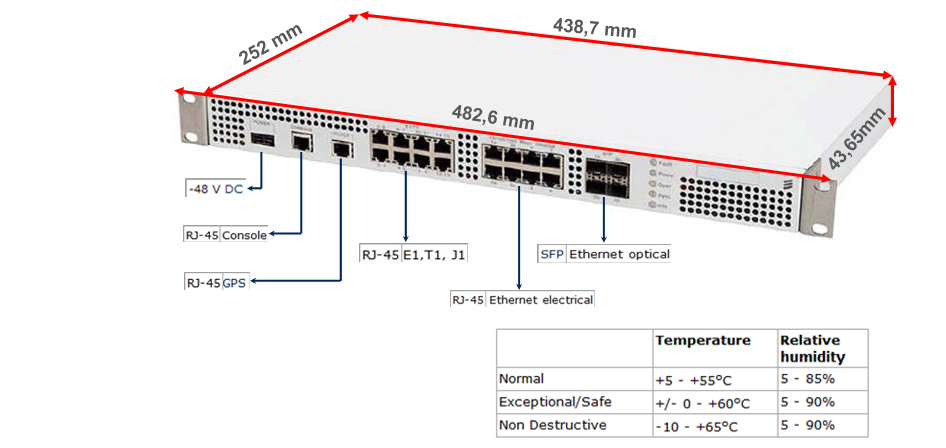 438,7 mm
252 mm
482,6 mm
43,65mm
POWER
CONSOLE
Fault
Power
Oper
Sync
Info
-48 V DC
RJ-45 Console
RJ-45 E1,T1, J1
SFP Ethernet optical
RJ-45 GPS
RJ-45 Ethernet electrical
Temperature Relative
humidity
Normal +5 - +55°C 5 - 85%
Exceptional/Safe +/- 0 - +60°C 5 - 90%
Non Destructive -10 - +65°C 5 - 90%